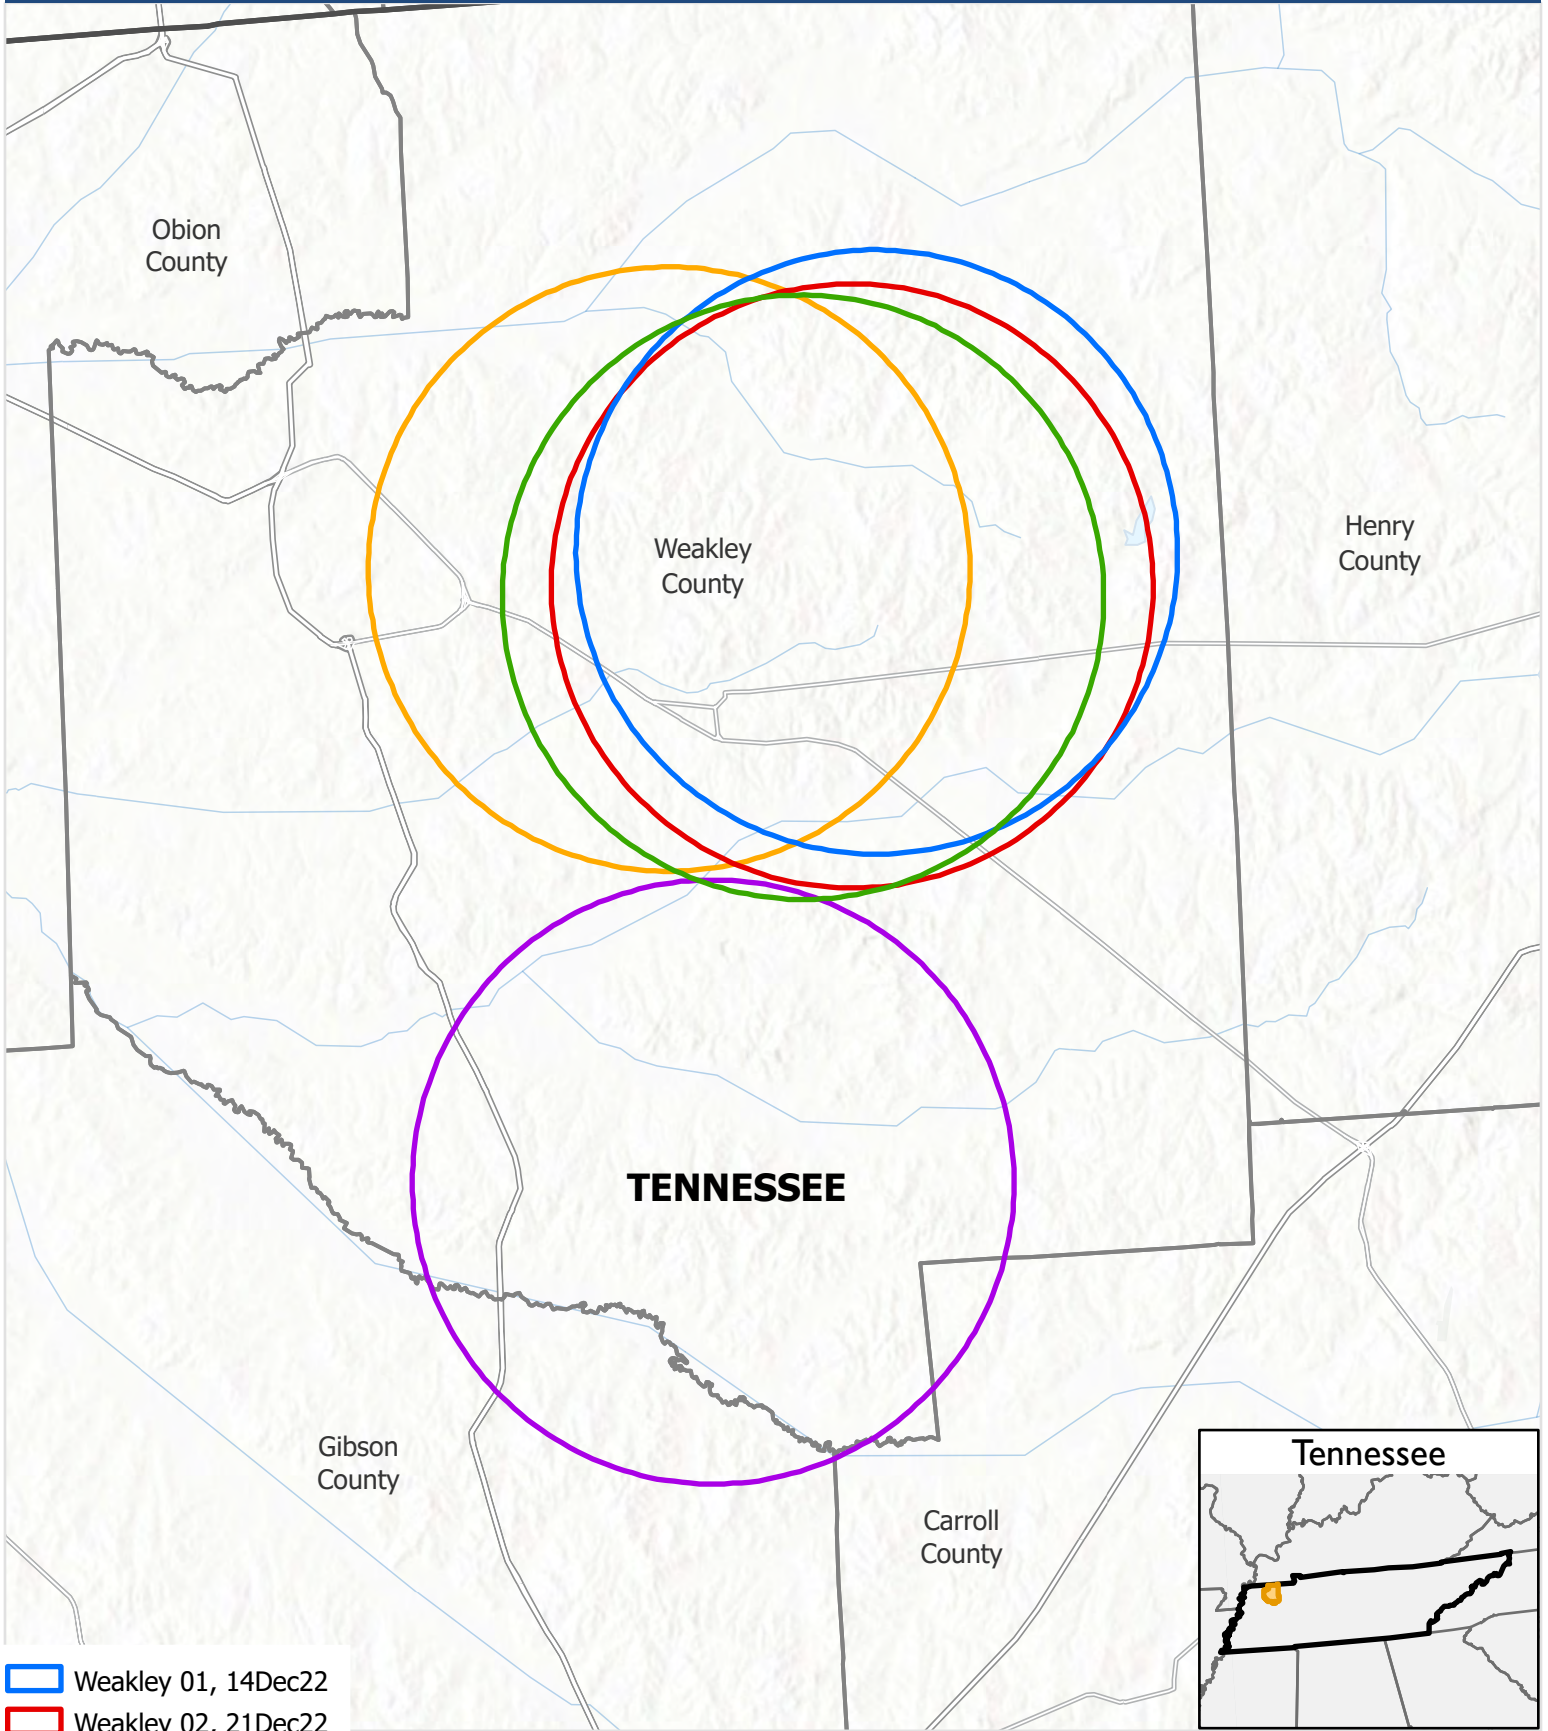 Obion
County
Weakley
County
Henry
County
TENNESSEE
Gibson
County
Carroll
County
Tennessee
Weakley 01, 14Dec22
Weakley 02, 21Dec22